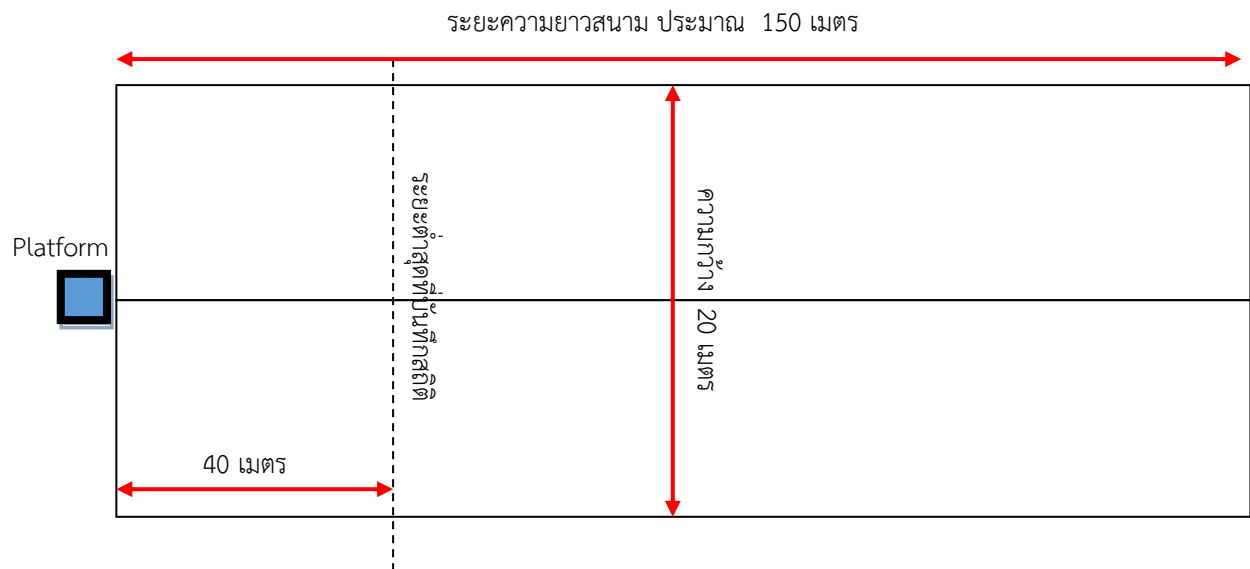 ระยะความยาวสนาม ประมาณ 150 เมตร
Platform
ระยะต่ำสุดที่บันทึกสถิติ
ความกว้าง 20 เมตร
40 เมตร